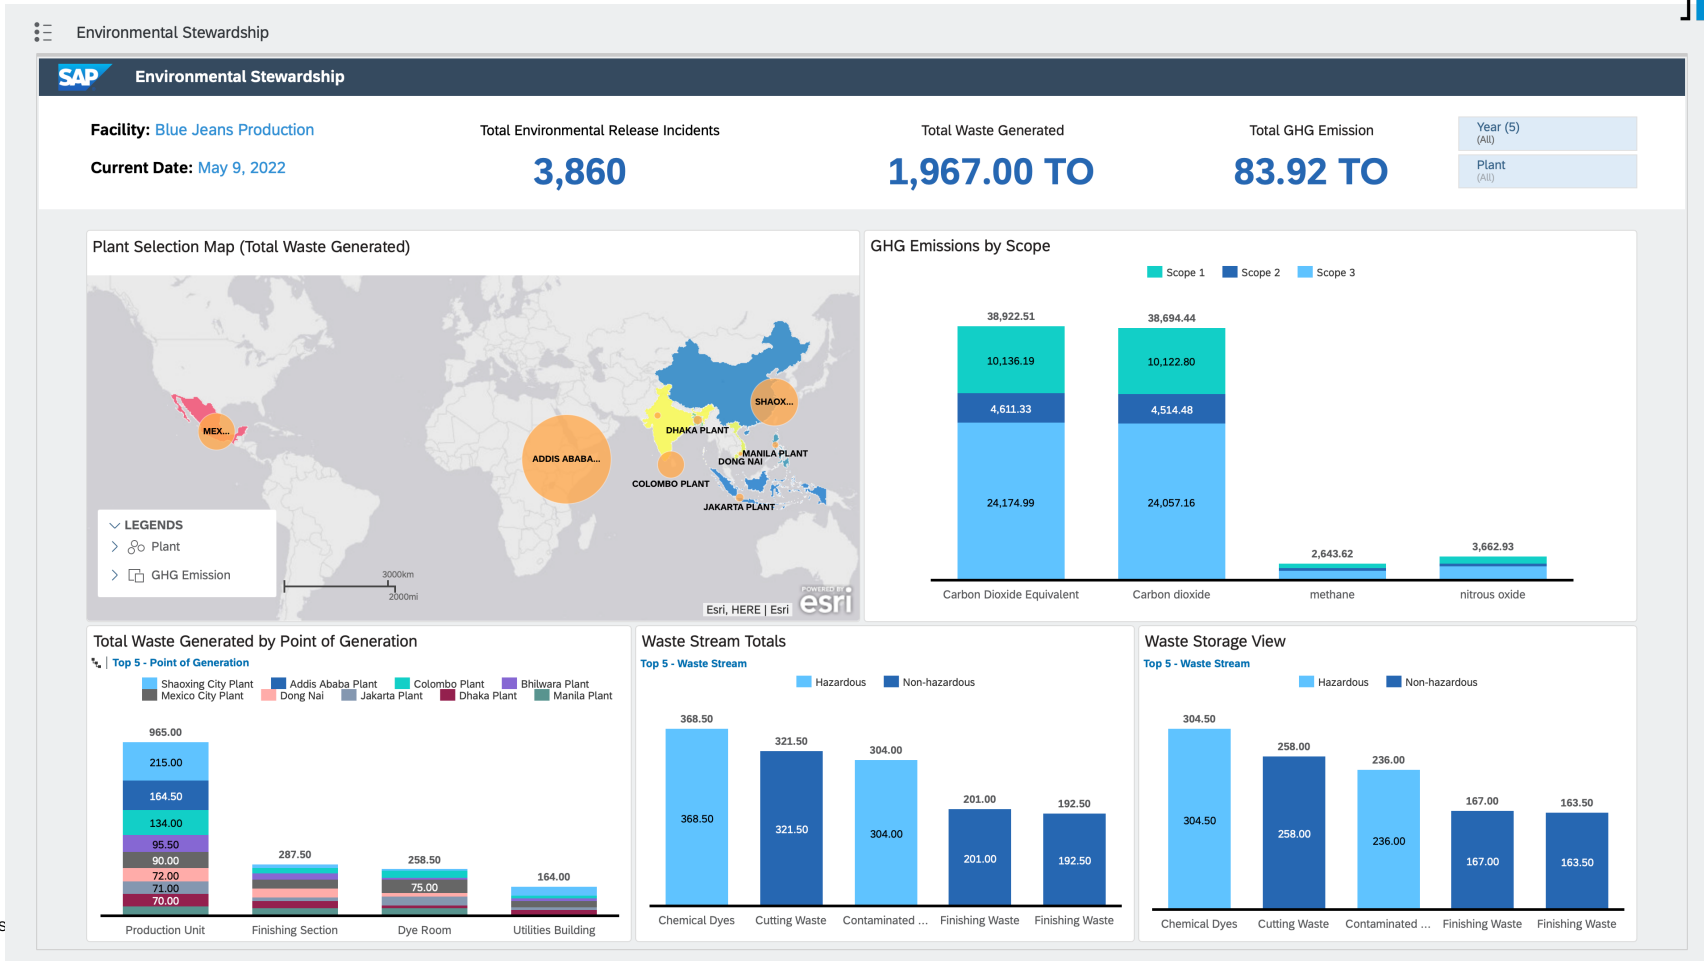 Environmental Stewardship
SAP Environmental Stewardship
Facility: Blue Jeans Production
Current Date: May 9, 2022
Total Environmental Release Incidents
3,860
Total Waste Generated
1,967.00 TO
Total GHG Emission
83.92 TO
Year (5)
(All)
Plant
(All)
Plant Selection Map (Total Waste Generated)
MEX...
ADDIS ABABA...
SHAOX...
DHAKA PLANT
MANILA PLANT
DONG NAI
COLOMBO PLANT
JAKARTA PLANT
LEGENDS
Plant
GHG Emission
3000km
2000mi
Esri, HERE | Esri
POWERED BY
esri
GHG Emissions by Scope
Scope 1 Scope 2 Scope 3
38,922.51
10,136.19
4,611.33
24,174.99
38,694.44
10,122.80
4,514.48
24,057.16
2,643.62
3,662.93
Carbon Dioxide Equivalent Carbon dioxide methane nitrous oxide
Total Waste Generated by Point of Generation
Top 5 - Point of Generation
Shaoxing City Plant Addis Ababa Plant Colombo Plant Bhilwara Plant
Mexico City Plant Dong Nai Jakarta Plant Dhaka Plant Manila Plant
965.00
215.00
164.50
134.00
95.50
90.00
72.00
71.00
70.00
287.50
258.50
75.00
164.00
Production Unit Finishing Section Dye Room Utilities Building
Waste Stream Totals
Top 5 - Waste Stream
Hazardous Non-hazardous
368.50
368.50
321.50
321.50
304.00
304.00
201.00
201.00
192.50
192.50
Chemical Dyes Cutting Waste Contaminated ... Finishing Waste Finishing Waste
Waste Storage View
Top 5 - Waste Stream
Hazardous Non-hazardous
304.50
304.50
258.00
258.00
236.00
236.00
167.00
167.00
163.50
163.50
Chemical Dyes Cutting Waste Contaminated ... Finishing Waste Finishing Waste